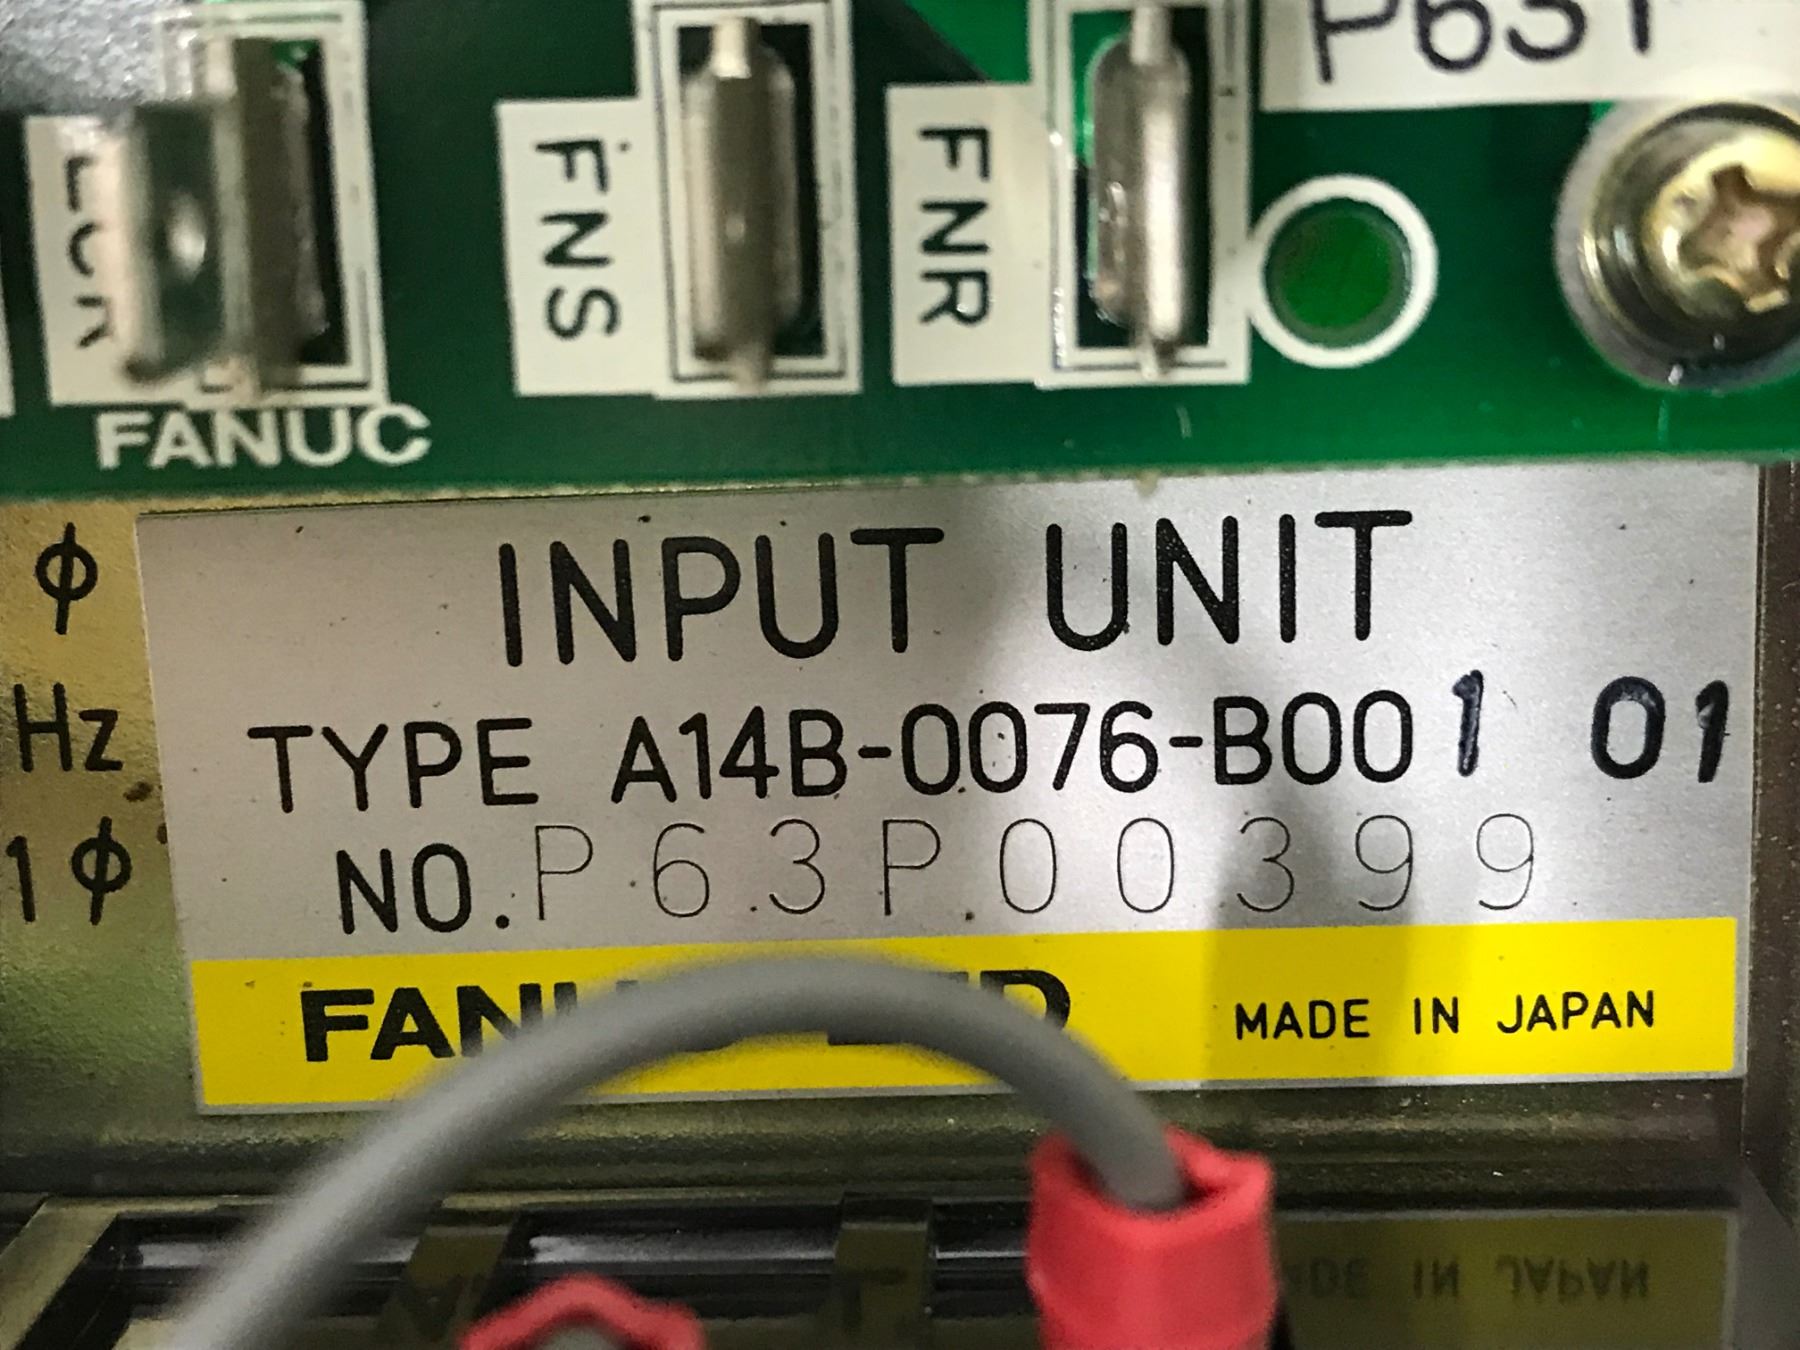 P631
FNS
FNR
FANUC
INPUT UNIT
TYPE A14B-0076-B001 01
NO. P63P00399
MADE IN JAPAN
φ
Hz
1φ